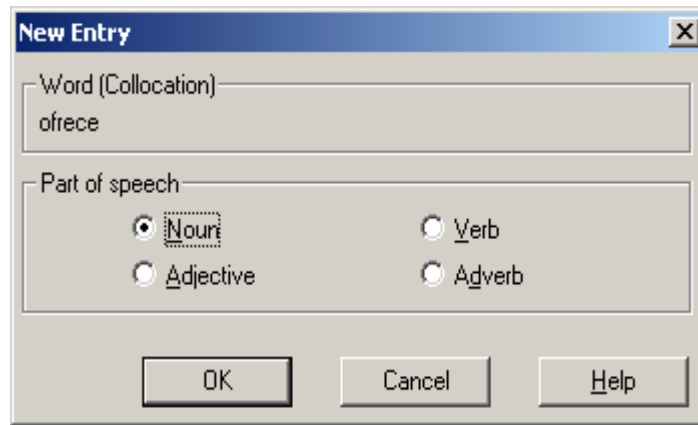 New Entry
Word (Collocation)
ofrece
Part of speech
Noun Verb
Adjective Adverb
OK Cancel Help